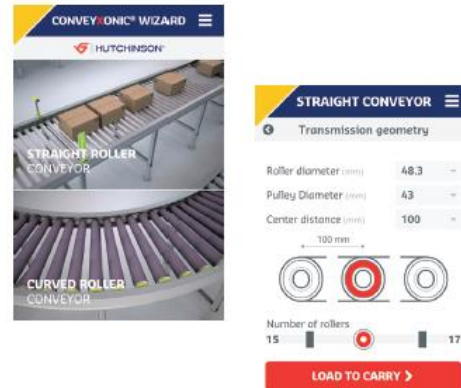 CONVEYXONIC® WIZARD
HUTCHINSON®
STRAIGHT ROLLER
CONVEYOR
CURVED ROLLER
CONVEYOR
STRAIGHT CONVEYOR
Transmission geometry
Roller diameter (mm) 48.3
Pulley Diameter (mm) 43
Center distance (mm) 100
100 mm
Number of rollers
15 17
LOAD TO CARRY >